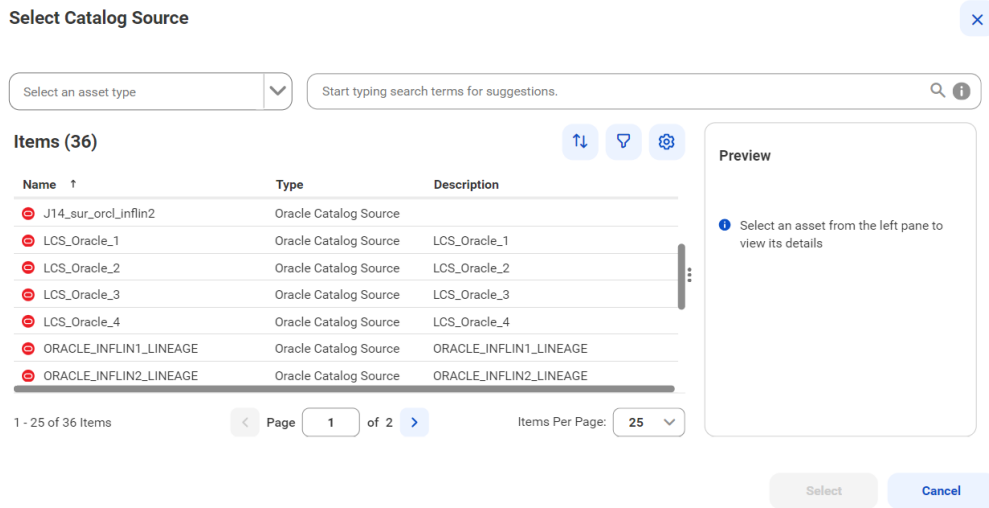 Select Catalog Source
Select an asset type
Start typing search terms for suggestions.
Items (36)
Name ↑ Type Description
J14_sur_orcl_inflin2 Oracle Catalog Source
LCS_Oracle_1 Oracle Catalog Source LCS_Oracle_1
LCS_Oracle_2 Oracle Catalog Source LCS_Oracle_2
LCS_Oracle_3 Oracle Catalog Source LCS_Oracle_3
LCS_Oracle_4 Oracle Catalog Source LCS_Oracle_4
ORACLE_INFLIN1_LINEAGE Oracle Catalog Source ORACLE_INFLIN1_LINEAGE
ORACLE_INFLIN2_LINEAGE Oracle Catalog Source ORACLE_INFLIN2_LINEAGE
1 - 25 of 36 Items
Page 1 of 2
Items Per Page: 25
Preview
Select an asset from the left pane to
view its details
Select
Cancel